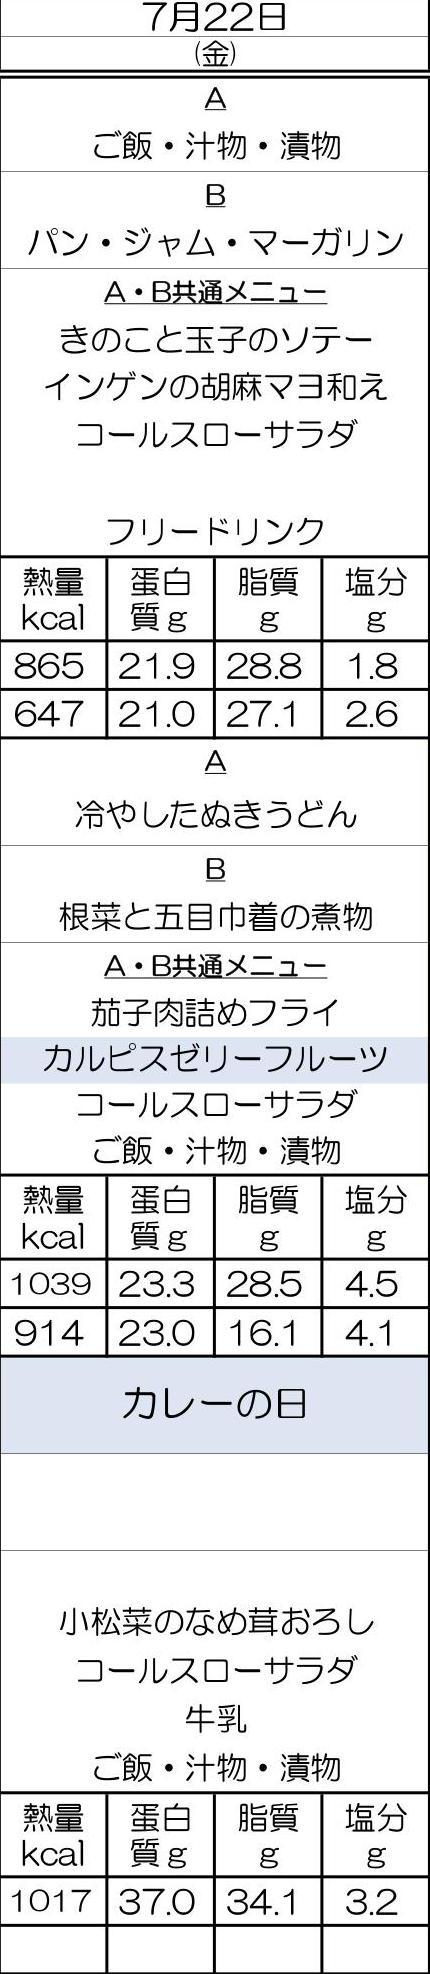 7月22日
(金)
A
ご飯・汁物・漬物
B
パン・ジャム・マーガリン
A・B共通メニュー
きのこと玉子のソテー
インゲンの胡麻マヨ和え
コールスローサラダ
フリードリンク
熱量 蛋白 脂質 塩分
kcal 質g g g
865 21.9 28.8 1.8
647 21.0 27.1 2.6
A
冷やしたぬきうどん
B
根菜と五目巾着の煮物
A・B共通メニュー
茄子肉詰めフライ
カルピスゼリーフルーツ
コールスローサラダ
ご飯・汁物・漬物
熱量 蛋白 脂質 塩分
kcal 質g g g
1039 23.3 28.5 4.5
914 23.0 16.1 4.1
カレーの日
小松菜のなめ茸おろし
コールスローサラダ
牛乳
ご飯・汁物・漬物
熱量 蛋白 脂質 塩分
kcal 質g g g
1017 37.0 34.1 3.2